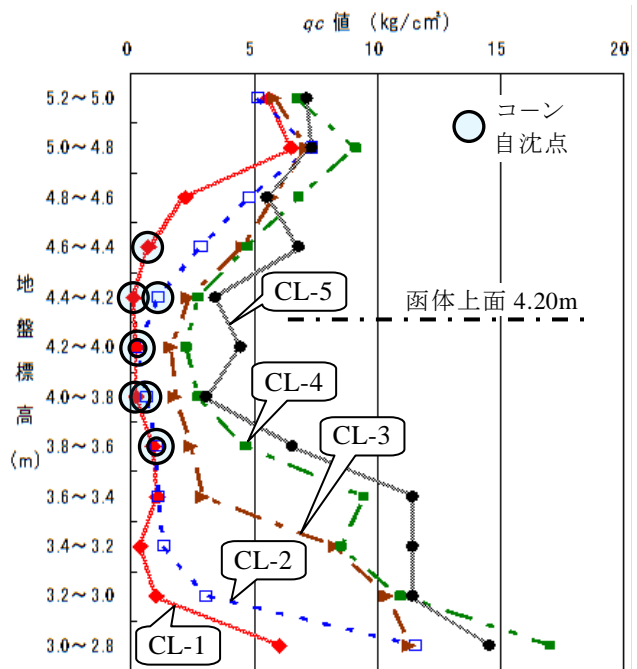 qc 値 (kg/cm²)
0 5 10 15 20
5.2～5.0
5.0～4.8
4.8～4.6
4.6～4.4
4.4～4.2
4.2～4.0
4.0～3.8
3.8～3.6
3.6～3.4
3.4～3.2
3.2～3.0
3.0～2.8
地盤標高(m)
コーン
自沈点
CL-5
函体上面 4.20m
CL-4
CL-3
CL-2
CL-1